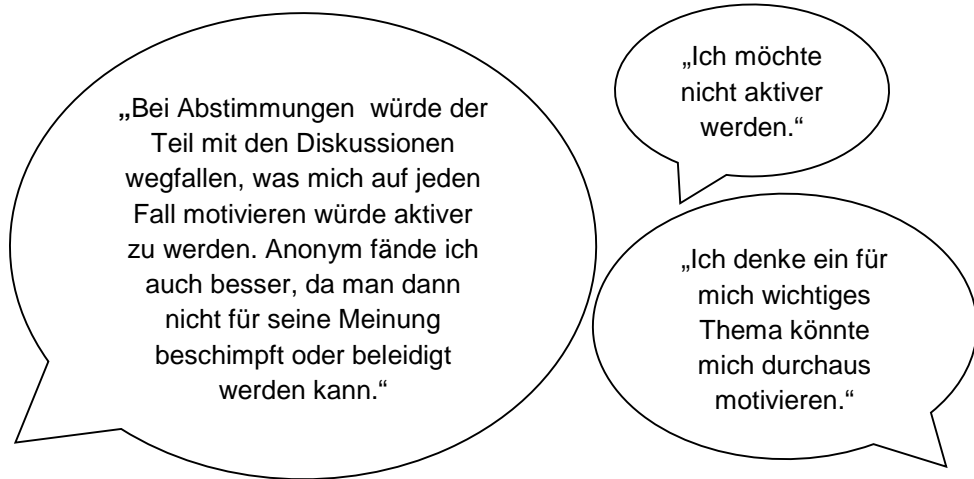 „Bei Abstimmungen  würde der
Teil mit den Diskussionen
wegfallen, was mich auf jeden
Fall motivieren würde aktiver
zu werden. Anonym fände ich
auch besser, da man dann
nicht für seine Meinung
beschimpft oder beleidigt
werden kann.“
„Ich möchte
nicht aktiver
werden.“
„Ich denke ein für
mich wichtiges
Thema könnte
mich durchaus
motivieren.“